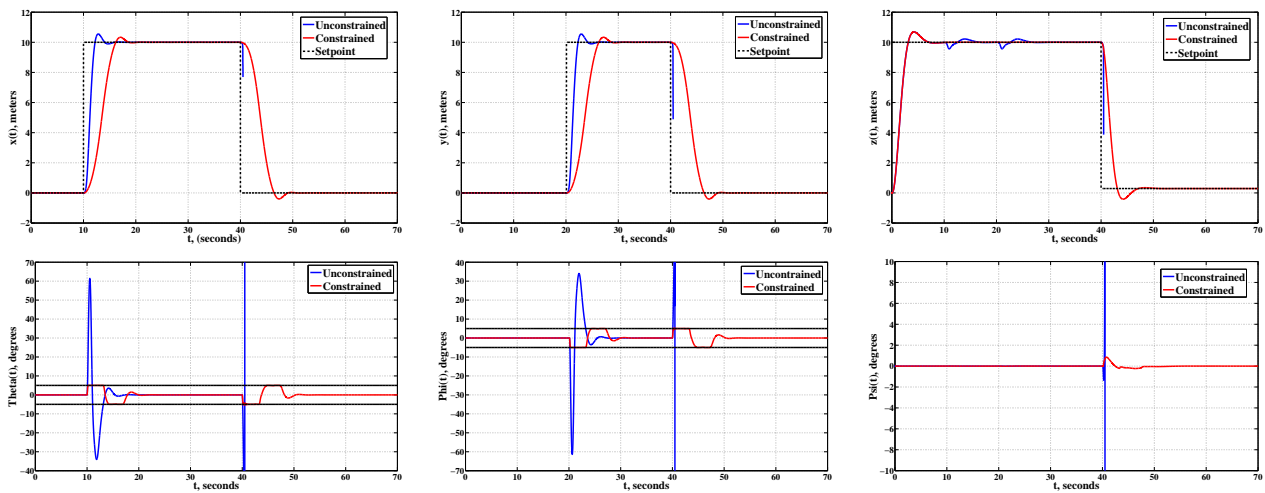 x(t), meters
12
10
8
6
4
2
0
−2
0 10 20 30 40 50 60 70
t, (seconds)
Unconstrained
Constrained
Setpoint
y(t), meters
12
10
8
6
4
2
0
−2
0 10 20 30 40 50 60 70
t, seconds
Unconstrained
Constrained
Setpoint
z(t), meters
12
10
8
6
4
2
0
−2
0 10 20 30 40 50 60 70
t, seconds
Unconstrained
Constrained
Setpoint
Theta(t), degrees
70
60
50
40
30
20
10
0
−10
−20
−30
−40
0 10 20 30 40 50 60 70
t, seconds
Unconstrained
Constrained
Phi(t), degrees
40
30
20
10
0
−10
−20
−30
−40
−50
−60
−70
0 10 20 30 40 50 60 70
t, seconds
Uncontrained
Constrained
Psi(t), degrees
10
8
6
4
2
0
−2
−4
−6
−8
−10
0 10 20 30 40 50 60 70
t, seconds
Unconstrained
Constrained